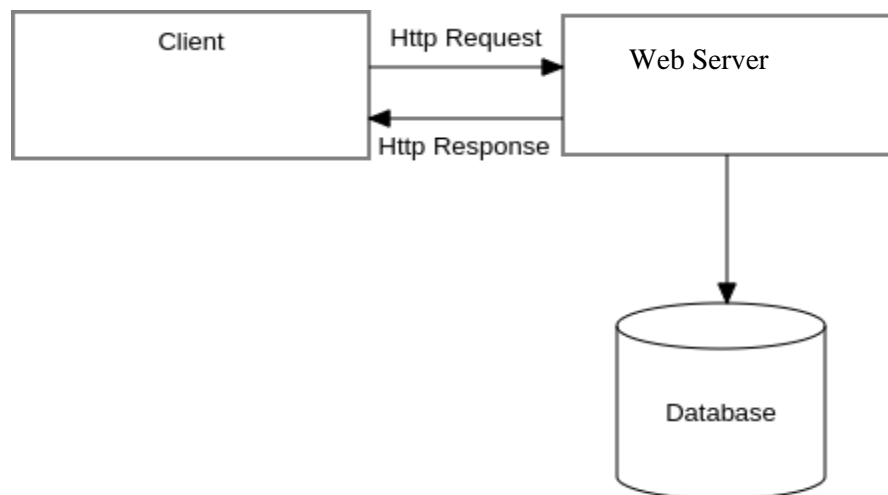 Client
Http Request
Web Server
Http Response
Database